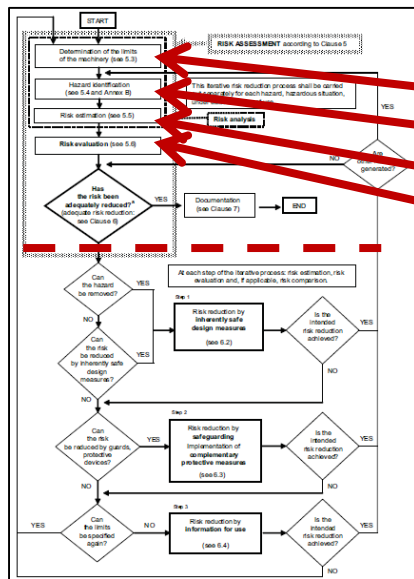 START
RISK ASSESSMENT according to Clause 5
Determination of the limits
of the machinery (see 5.3)
Hazard identification
(see 5.4 and Annex B)
This iterative risk reduction process shall be carried
separately for each hazard, hazardous situation,
YES
Risk estimation (see 5.5)
Risk analysis
Risk evaluation (see 5.6)
NO
Are
generated?
Has
the risk been
adequately reduced?ª
(adequate risk reduction:
see Clause 6)
YES
Documentation
(see Clause 7)
END
Can
the hazard
be removed?
YES
At each step of the iterative process: risk estimation, risk
evaluation and, if applicable, risk comparison.
NO
Step 1
Risk reduction by
inherently safe
design measures
(see 6.2)
Is the
intended
risk reduction
achieved?
YES
Can
the risk
be reduced
by inherently safe
design
measures?
YES
NO
NO
Step 2
Can
the risk
be reduced by guards,
protective
devices?
YES
Risk reduction by
safeguarding
Implementation of
complementary
protective measures
(see 6.3)
Is the
intended
risk reduction
achieved?
YES
NO
NO
Step 3
YES
Can
the limits
be specified
again?
NO
Risk reduction by
information for use
(see 6.4)
Is the
intended
risk reduction
achieved?
YES
NO